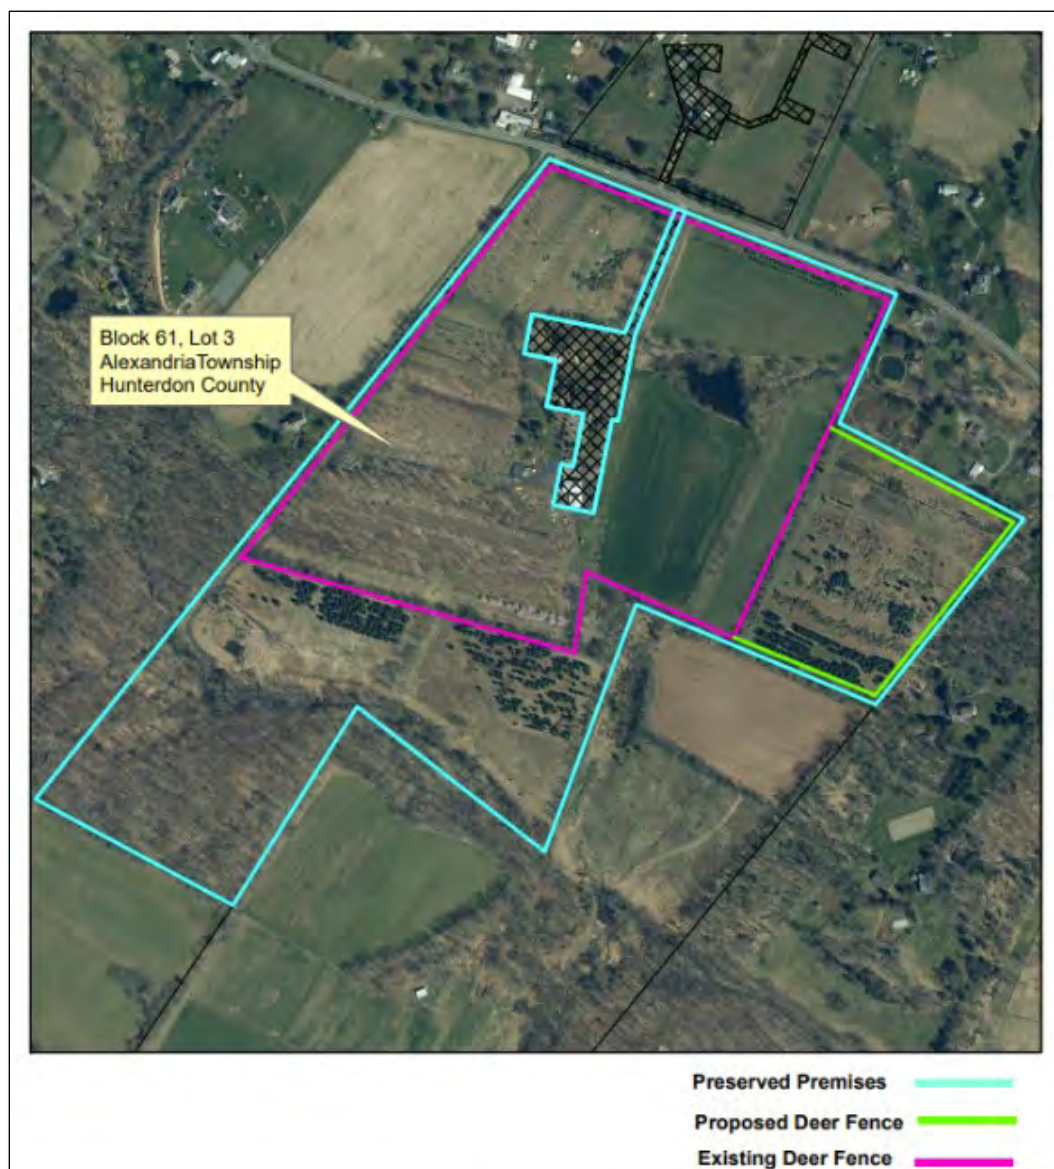 Block 61, Lot 3
AlexandriaTownship
Hunterdon County
Preserved Premises
Proposed Deer Fence
Existing Deer Fence